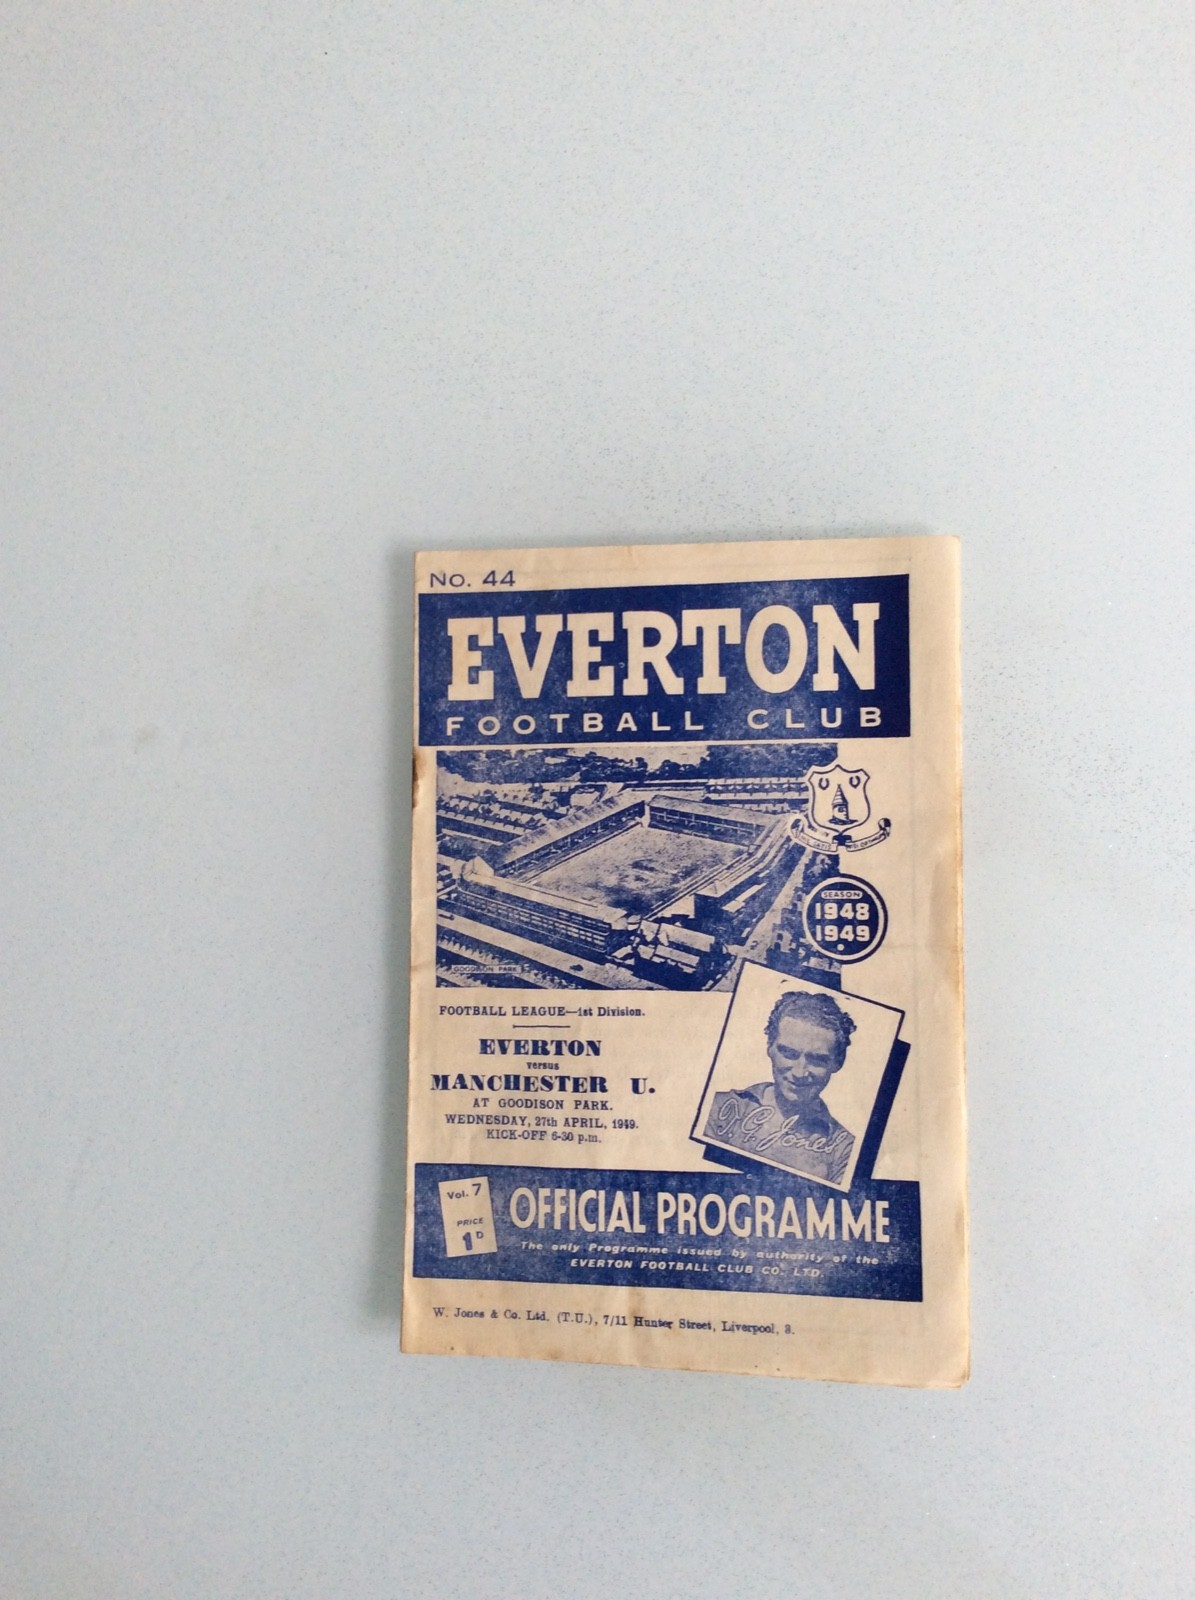 No. 44
EVERTON
FOOTBALL CLUB
SEASON
1948
1949
GOODISON PARK
FOOTBALL LEAGUE—1st Division.
EVERTON
versus
MANCHESTER U.
AT GOODISON PARK.
WEDNESDAY, 27th APRIL, 1949.
KICK-OFF 6-30 p.m.
T. G. Jones
Vol. 7
PRICE
1D
OFFICIAL PROGRAMME
The only Programme issued by authority of the
EVERTON FOOTBALL CLUB CO. LTD.
W. Jones & Co. Ltd. (T.U.), 7/11 Hunter Street, Liverpool, 3.